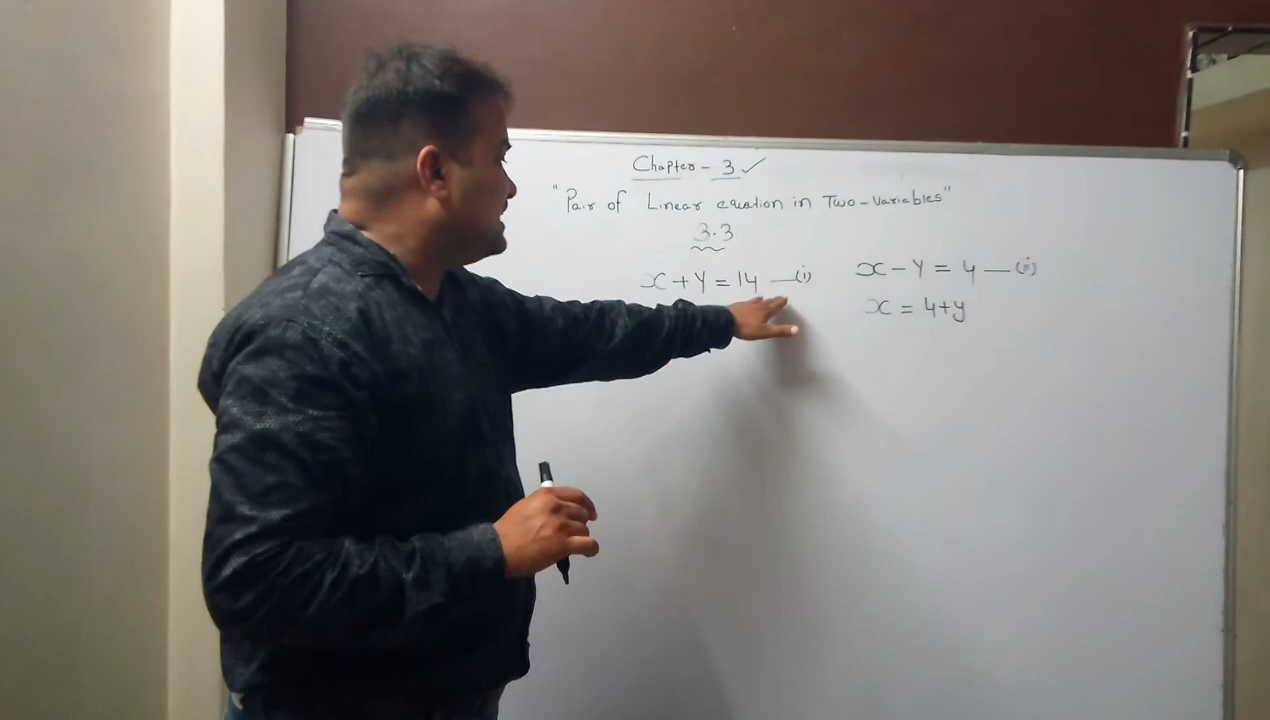 Chapter - 3 ✓
"Pair of Linear equation in Two-Variables"
3.3
x + y = 14 —(i)
x - y = 4 —(ii)
x = 4+y